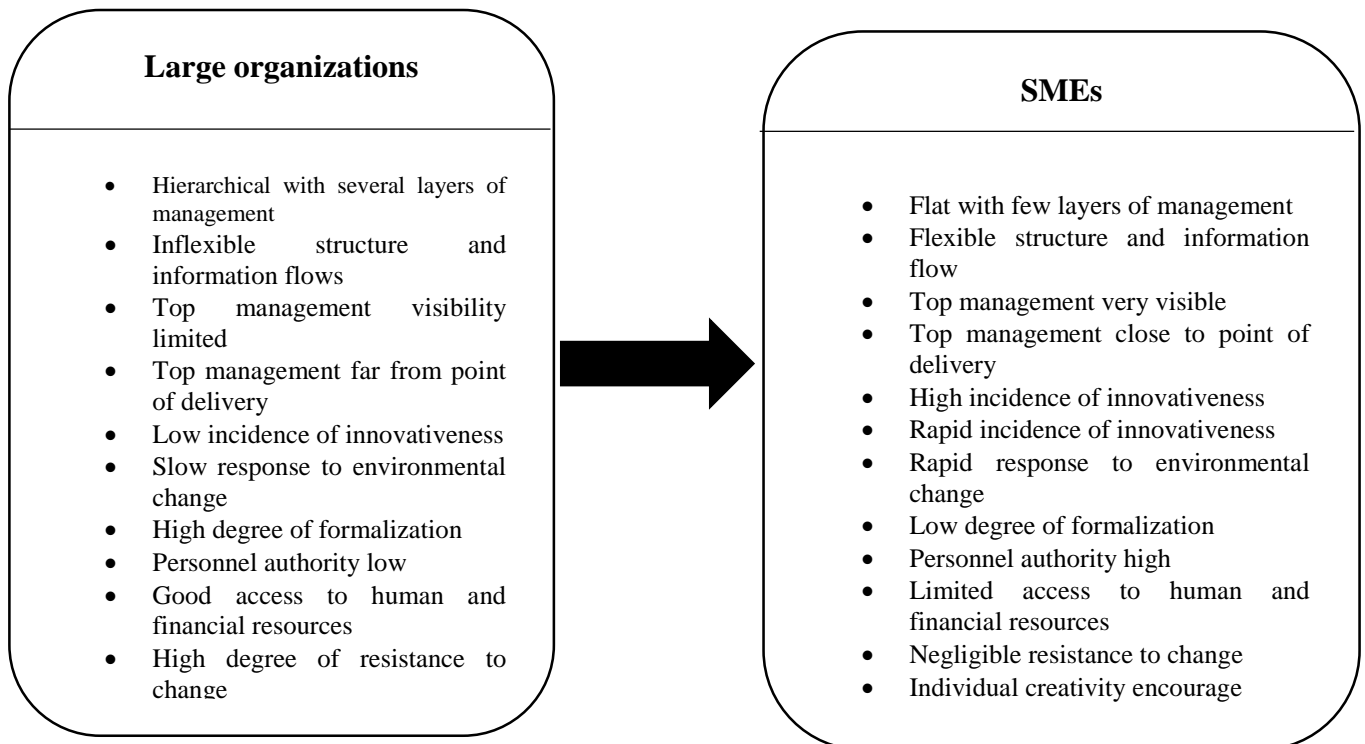 Large organizations
• Hierarchical with several layers of
management
• Inflexible structure and
information flows
• Top management visibility
limited
• Top management far from point
of delivery
• Low incidence of innovativeness
• Slow response to environmental
change
• High degree of formalization
• Personnel authority low
• Good access to human and
financial resources
• High degree of resistance to
change
SMEs
• Flat with few layers of management
• Flexible structure and information
flow
• Top management very visible
• Top management close to point of
delivery
• High incidence of innovativeness
• Rapid incidence of innovativeness
• Rapid response to environmental
change
• Low degree of formalization
• Personnel authority high
• Limited access to human and
financial resources
• Negligible resistance to change
• Individual creativity encourage